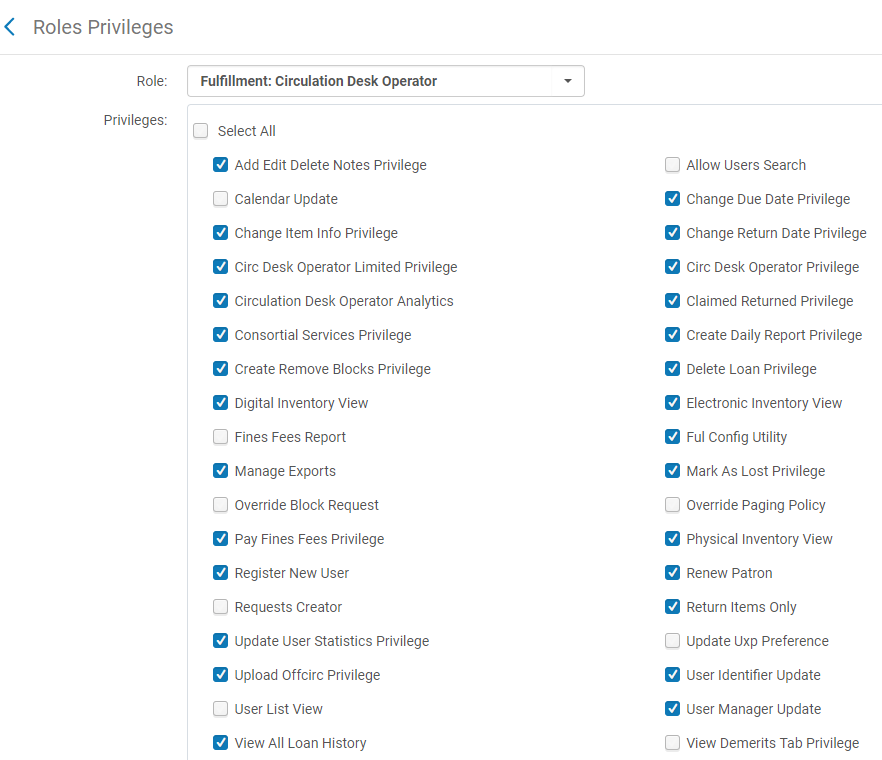 Roles Privileges
Role: Fulfillment: Circulation Desk Operator
Privileges:
Select All
Add Edit Delete Notes Privilege Allow Users Search
Calendar Update Change Due Date Privilege
Change Item Info Privilege Change Return Date Privilege
Circ Desk Operator Limited Privilege Circ Desk Operator Privilege
Circulation Desk Operator Analytics Claimed Returned Privilege
Consortial Services Privilege Create Daily Report Privilege
Create Remove Blocks Privilege Delete Loan Privilege
Digital Inventory View Electronic Inventory View
Fines Fees Report Ful Config Utility
Manage Exports Mark As Lost Privilege
Override Block Request Override Paging Policy
Pay Fines Fees Privilege Physical Inventory View
Register New User Renew Patron
Requests Creator Return Items Only
Update User Statistics Privilege Update Uxp Preference
Upload Offcirc Privilege User Identifier Update
User List View User Manager Update
View All Loan History View Demerits Tab Privilege